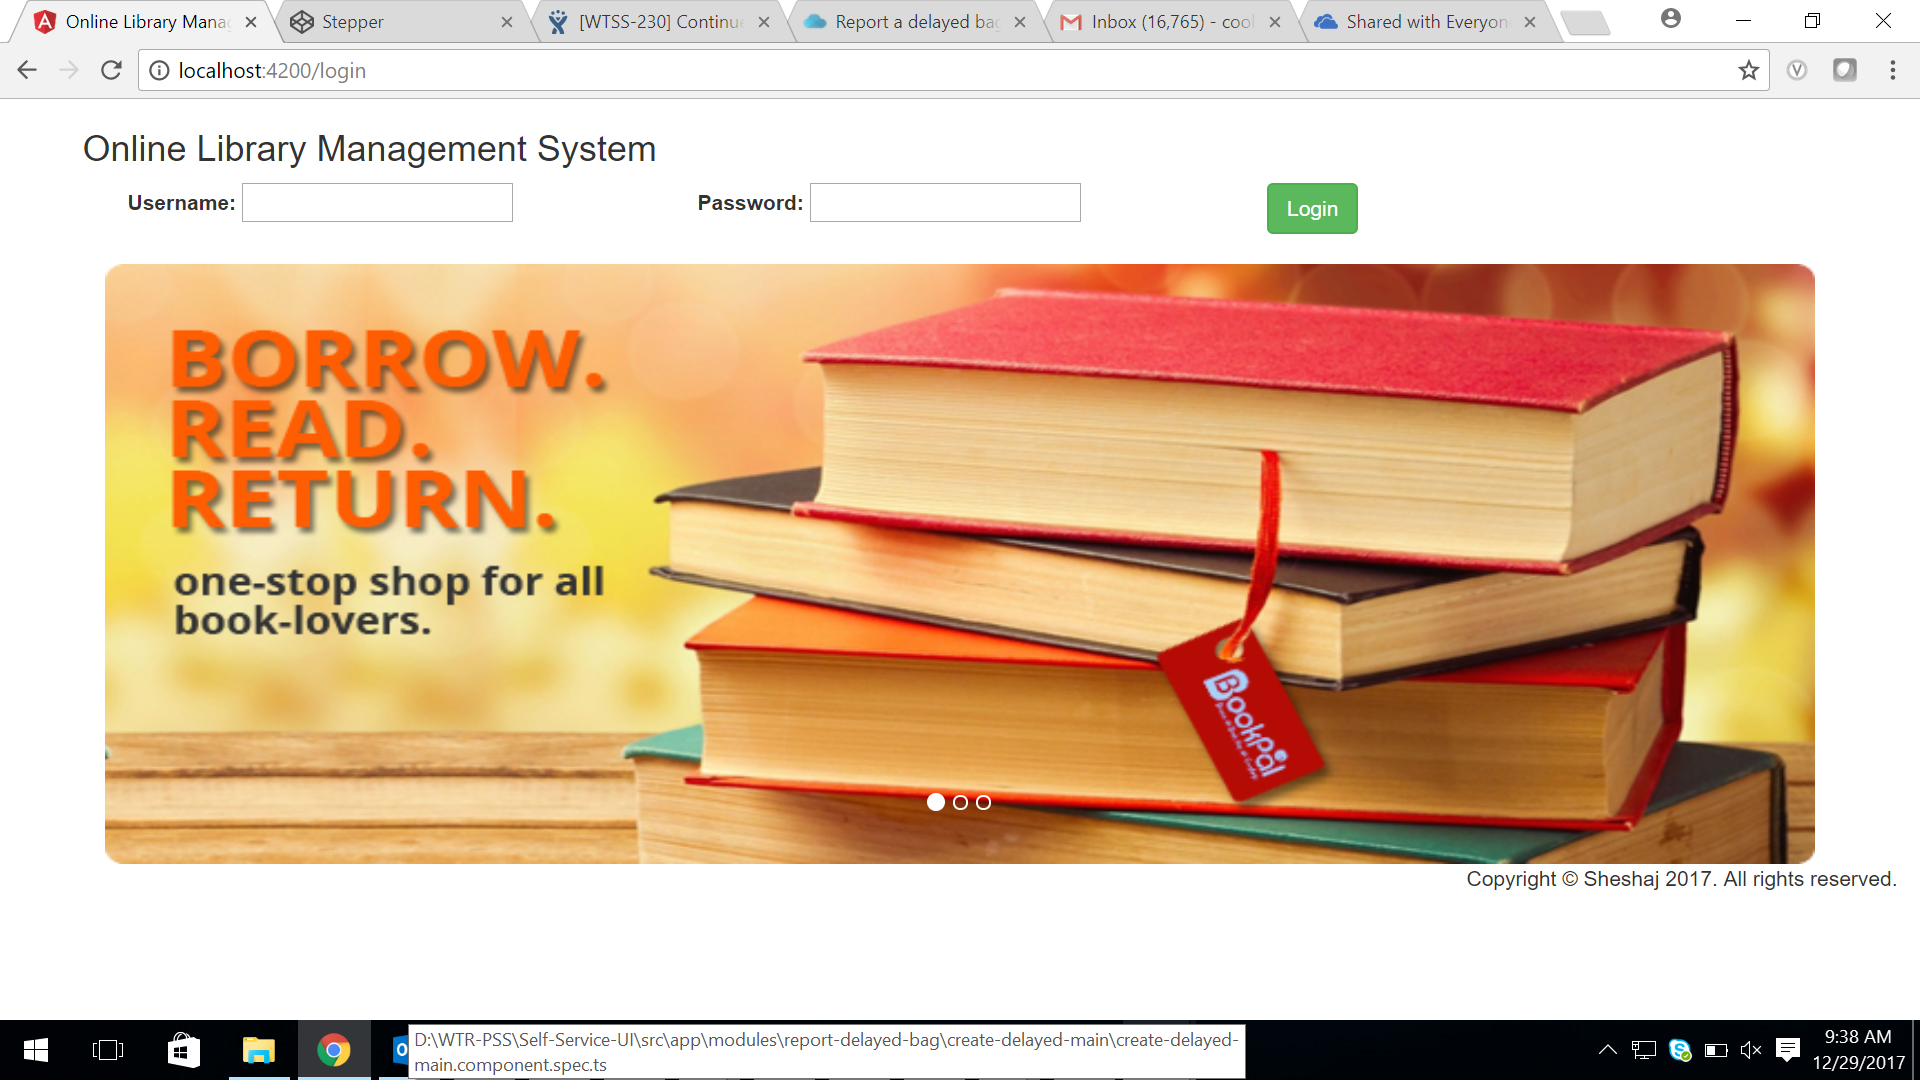 Online Library Mana
Stepper
[WTSS-230] Continue
Report a delayed bag
Inbox (16,765) - cool
Shared with Everyon
localhost:4200/login
Online Library Management System
Username:
Password:
Login
BORROW.
READ.
RETURN.
one-stop shop for all
book-lovers.
BookPal
Copyright © Sheshaj 2017. All rights reserved.
D:\WTR-PSS\Self-Service-UI\src\app\modules\report-delayed-bag\create-delayed-main\create-delayed-
main.component.spec.ts
9:38 AM
12/29/2017